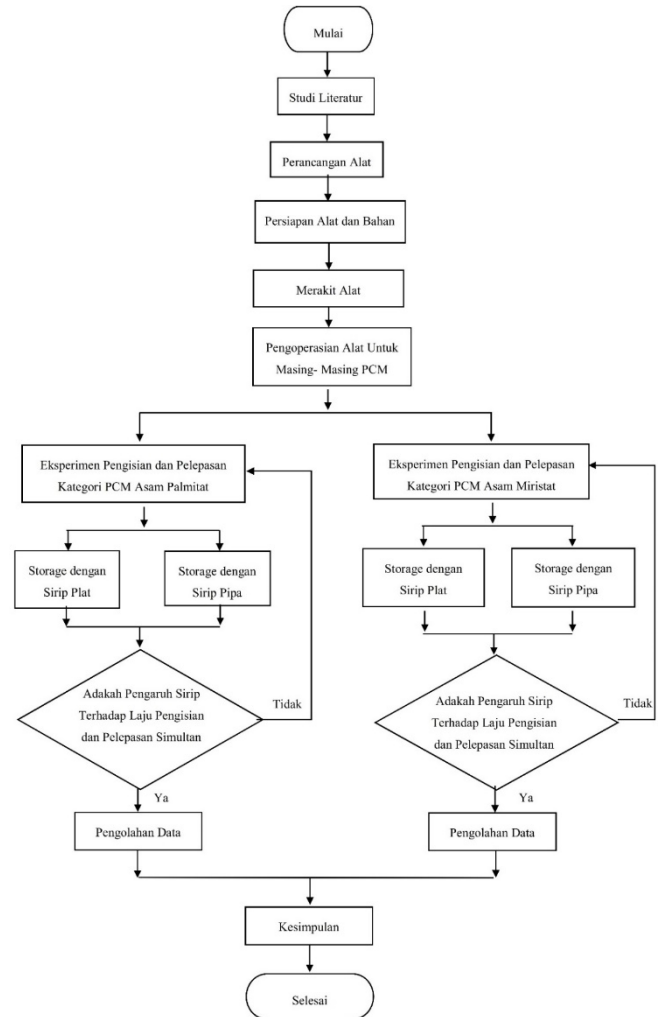 Mulai
Studi Literatur
Perancangan Alat
Persiapan Alat dan Bahan
Merakit Alat
Pengoperasian Alat Untuk
Masing- Masing PCM
Eksperimen Pengisian dan Pelepasan
Kategori PCM Asam Palmitat
Storage dengan
Sirip Plat
Storage dengan
Sirip Pipa
Adakah Pengaruh Sirip
Terhadap Laju Pengisian
dan Pelepasan Simultan
Tidak
Ya
Pengolahan Data
Eksperimen Pengisian dan Pelepasan
Kategori PCM Asam Miristat
Storage dengan
Sirip Plat
Storage dengan
Sirip Pipa
Adakah Pengaruh Sirip
Terhadap Laju Pengisian
dan Pelepasan Simultan
Tidak
Ya
Pengolahan Data
Kesimpulan
Selesai